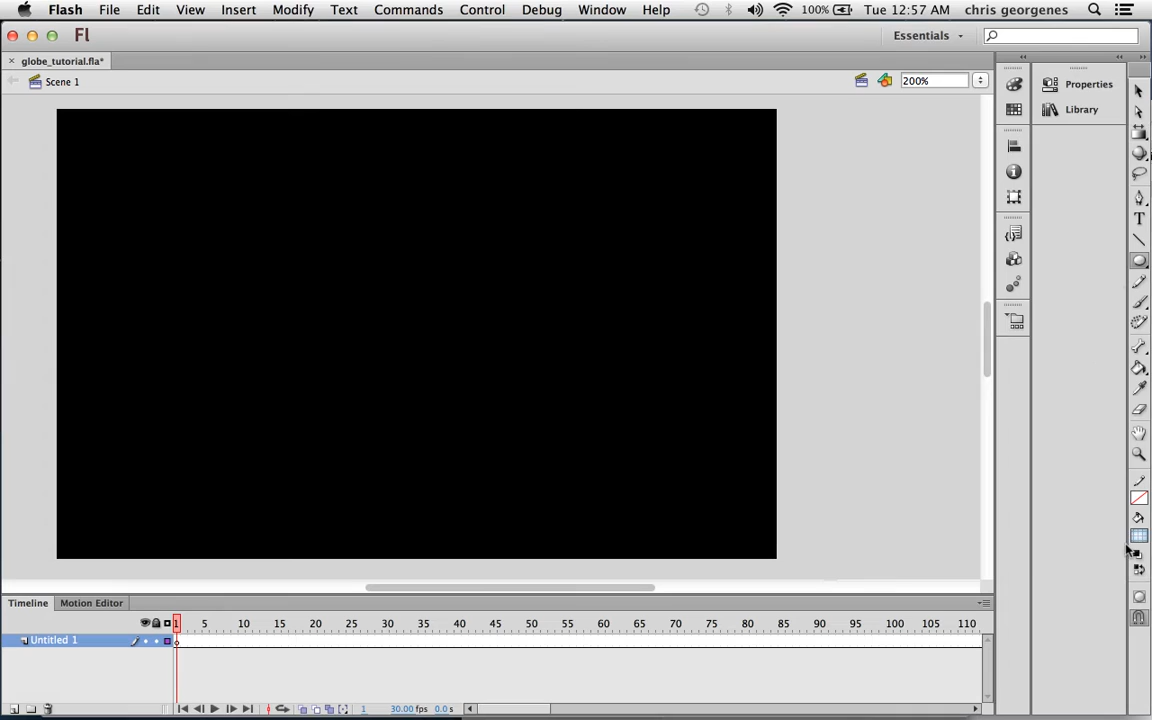 Flash File Edit View Insert Modify Text Commands Control Debug Window Help 100% Tue 12:57 AM chris georgenes
Fl Essentials
× globe_tutorial.fla*
Scene 1 200%
Properties
Library
T
Timeline Motion Editor
1 5 10 15 20 25 30 35 40 45 50 55 60 65 70 75 80 85 90 95 100 105 110
Untitled 1
1 30.00 fps 0.0 s